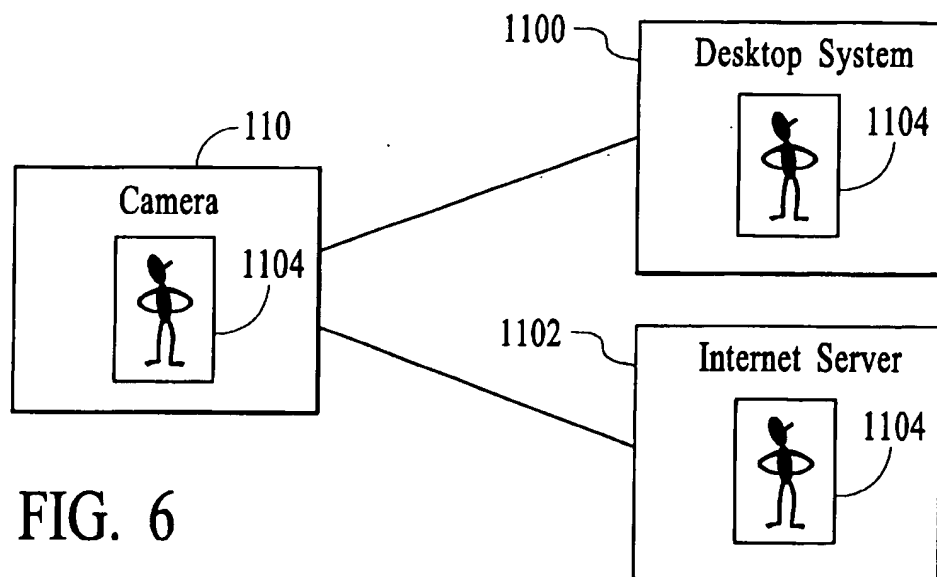 1100
Desktop System
1104
110
Camera
1104
1102
Internet Server
1104
FIG. 6